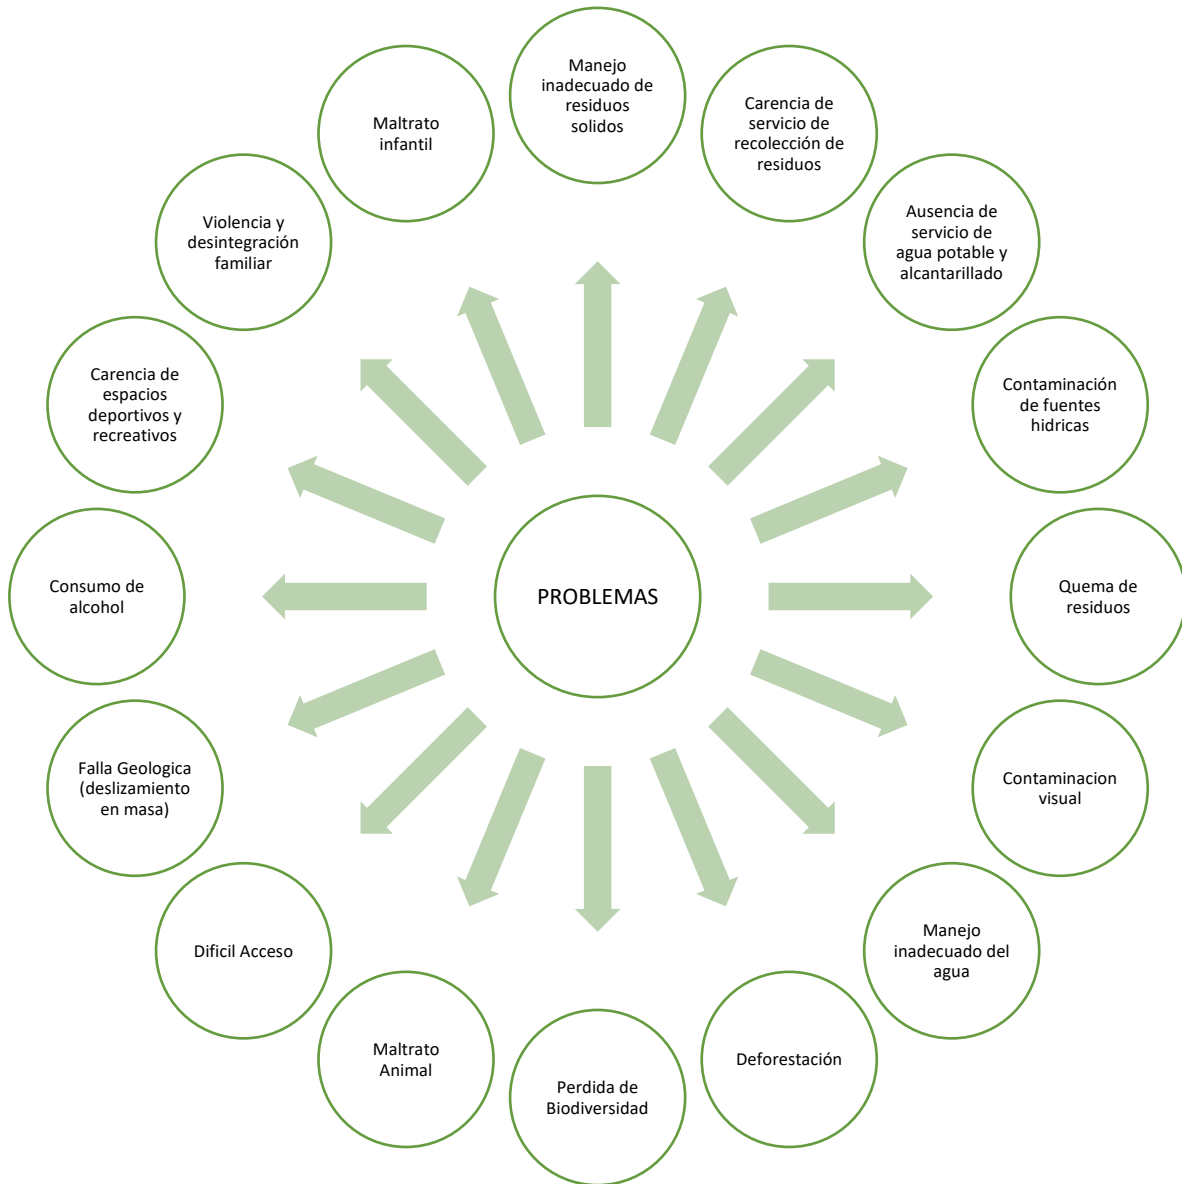 PROBLEMAS
Manejo
inadecuado de
residuos
solidos
Carencia de
servicio de
recolección de
residuos
Ausencia de
servicio de
agua potable y
alcantarillado
Contaminación
de fuentes
hidricas
Quema de
residuos
Contaminacion
visual
Manejo
inadecuado del
agua
Deforestación
Perdida de
Biodiversidad
Maltrato
Animal
Dificil Acceso
Falla Geologica
(deslizamiento
en masa)
Consumo de
alcohol
Carencia de
espacios
deportivos y
recreativos
Violencia y
desintegración
familiar
Maltrato
infantil